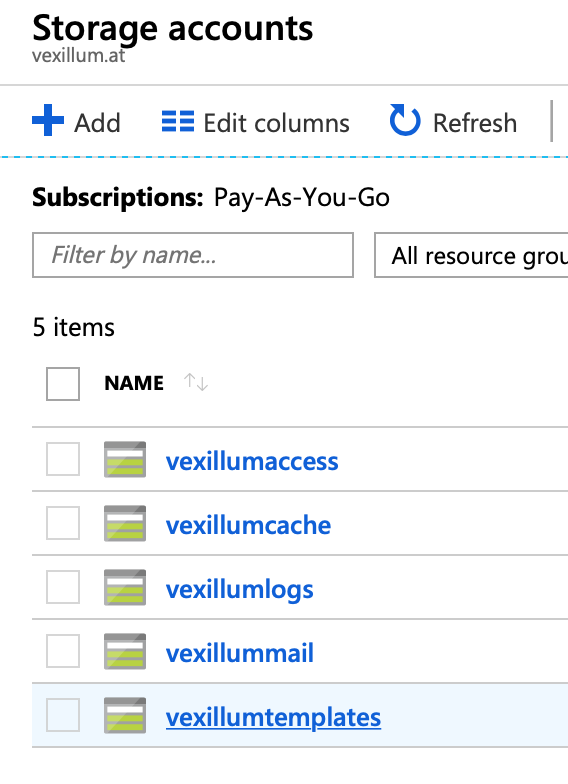 Storage accounts
vexillum.at
Add Edit columns Refresh
Subscriptions: Pay-As-You-Go
Filter by name... All resource grou
5 items
NAME
vexillumaccess
vexillumcache
vexillumlogs
vexillummail
vexillumtemplates